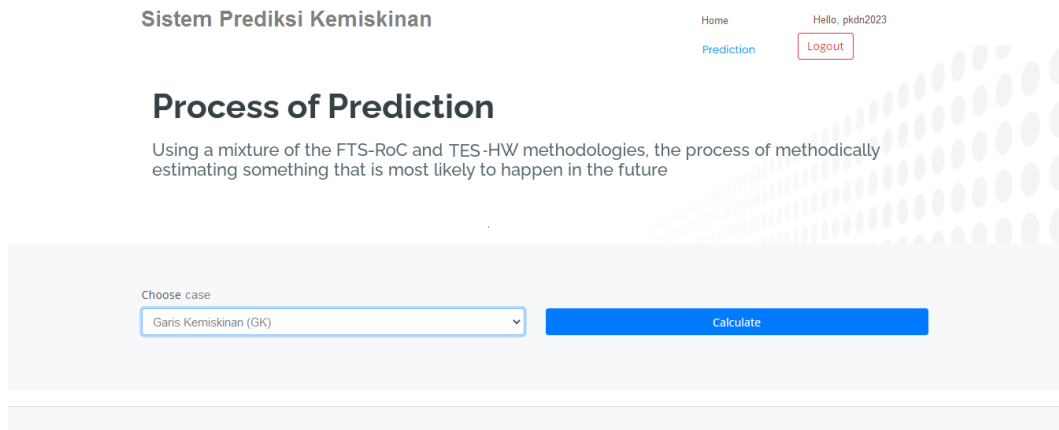 Sistem Prediksi Kemiskinan
Home
Hello, pkdn2023
Prediction
Logout
Process of Prediction
Using a mixture of the FTS-RoC and TES-HW methodologies, the process of methodically
estimating something that is most likely to happen in the future
Choose case
Garis Kemiskinan (GK)
Calculate